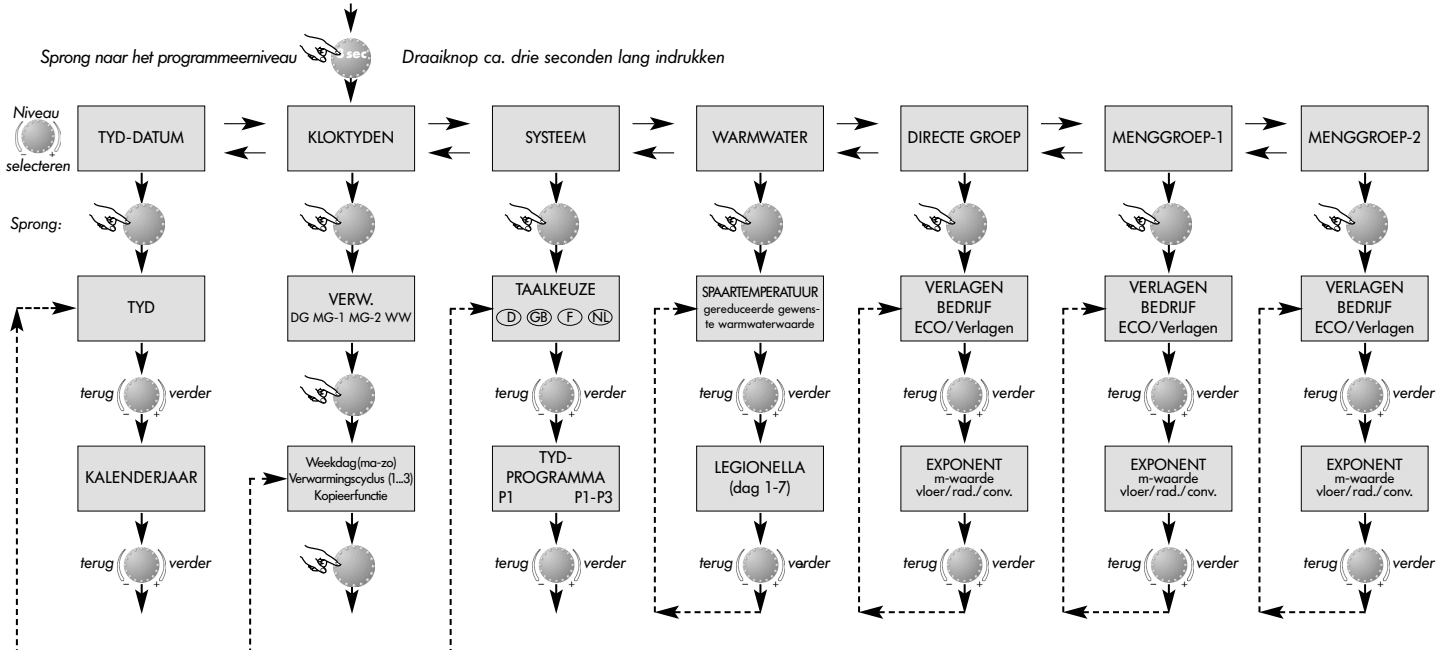 3 sec
Sprong naar het programmeerniveau
Draaiknop ca. drie seconden lang indrukken
Niveau
- +
selecteren
TYD-DATUM
KLOKTYDEN
SYSTEEM
WARMWATER
DIRECTE GROEP
MENGGROEP-1
MENGGROEP-2
Sprong:
TYD
VERW.
DG MG-1 MG-2 WW
TAALKEUZE
D GB F NL
SPAARTEMPERATUUR
gereduceerde gewens-
te warmwaterwaarde
VERLAGEN
BEDRIJF
ECO/Verlagen
VERLAGEN
BEDRIJF
ECO/Verlagen
VERLAGEN
BEDRIJF
ECO/Verlagen
terug - + verder
terug - + verder
terug - + verder
terug - + verder
terug - + verder
terug - + verder
KALENDERJAAR
Weekdag(ma-zo)
Verwarmingscyclus (1...3)
Kopieerfunctie
TYD-
PROGRAMMA
P1 P1-P3
LEGIONELLA
(dag 1-7)
EXPONENT
m-waarde
vloer/rad./conv.
EXPONENT
m-waarde
vloer/rad./conv.
EXPONENT
m-waarde
vloer/rad./conv.
terug - + verder
terug - + verder
terug - + verder
terug - + verder
terug - + verder
terug - + verder